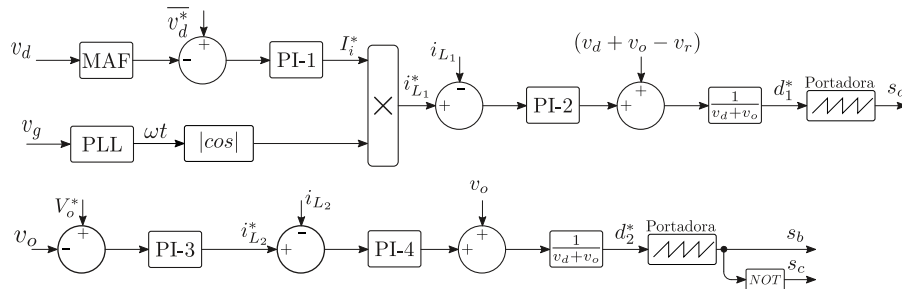 v_d MAF - \overline{v_d^*} + PI-1 I_i^* × i_{L_1}^* i_{L_1} - + PI-2 (v_d + v_o - v_r) + + \frac{1}{v_d+v_o} d_1^* Portadora
v_g PLL ωt |cos|
V_o^* v_o - + PI-3 i_{L_2}^* i_{L_2} - + PI-4 v_o + + \frac{1}{v_d+v_o} d_2^* Portadora s_b
NOT s_c